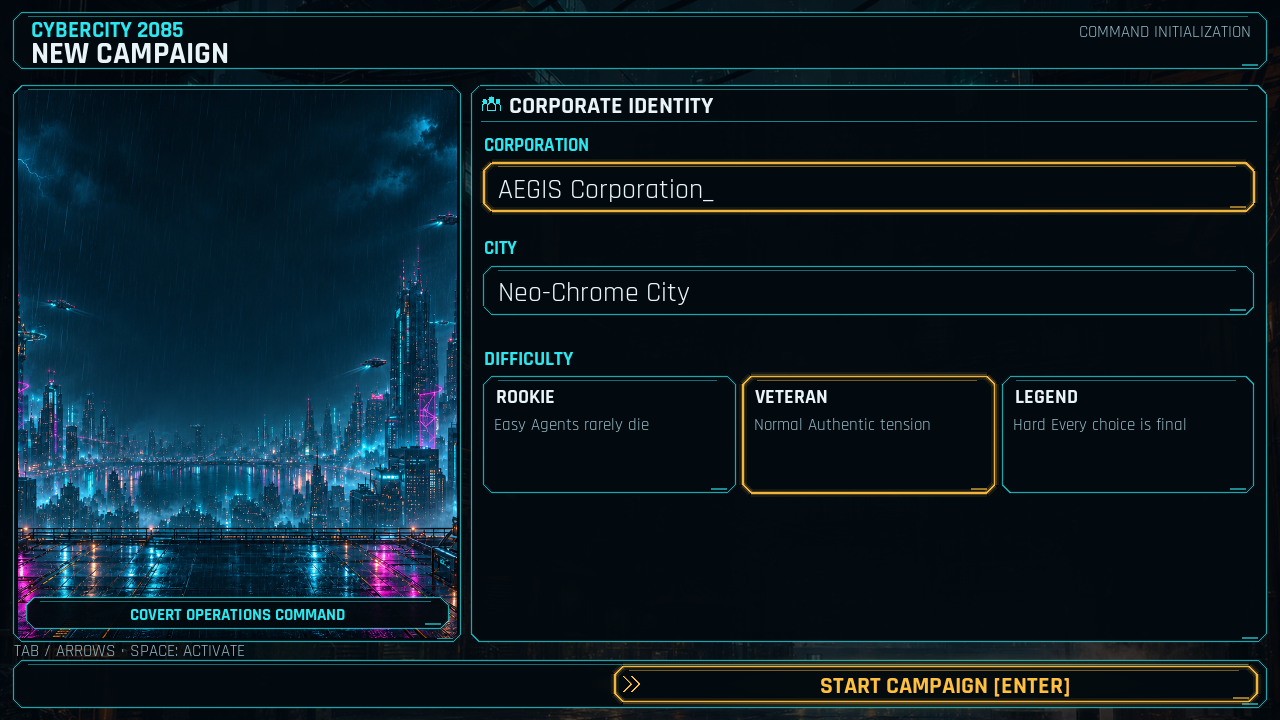 CYBERCITY 2085
NEW CAMPAIGN
COMMAND INITIALIZATION
CORPORATE IDENTITY
CORPORATION
AEGIS Corporation_
CITY
Neo-Chrome City
DIFFICULTY
ROOKIE
Easy Agents rarely die
VETERAN
Normal Authentic tension
LEGEND
Hard Every choice is final
COVERT OPERATIONS COMMAND
TAB / ARROWS · SPACE: ACTIVATE
START CAMPAIGN [ENTER]